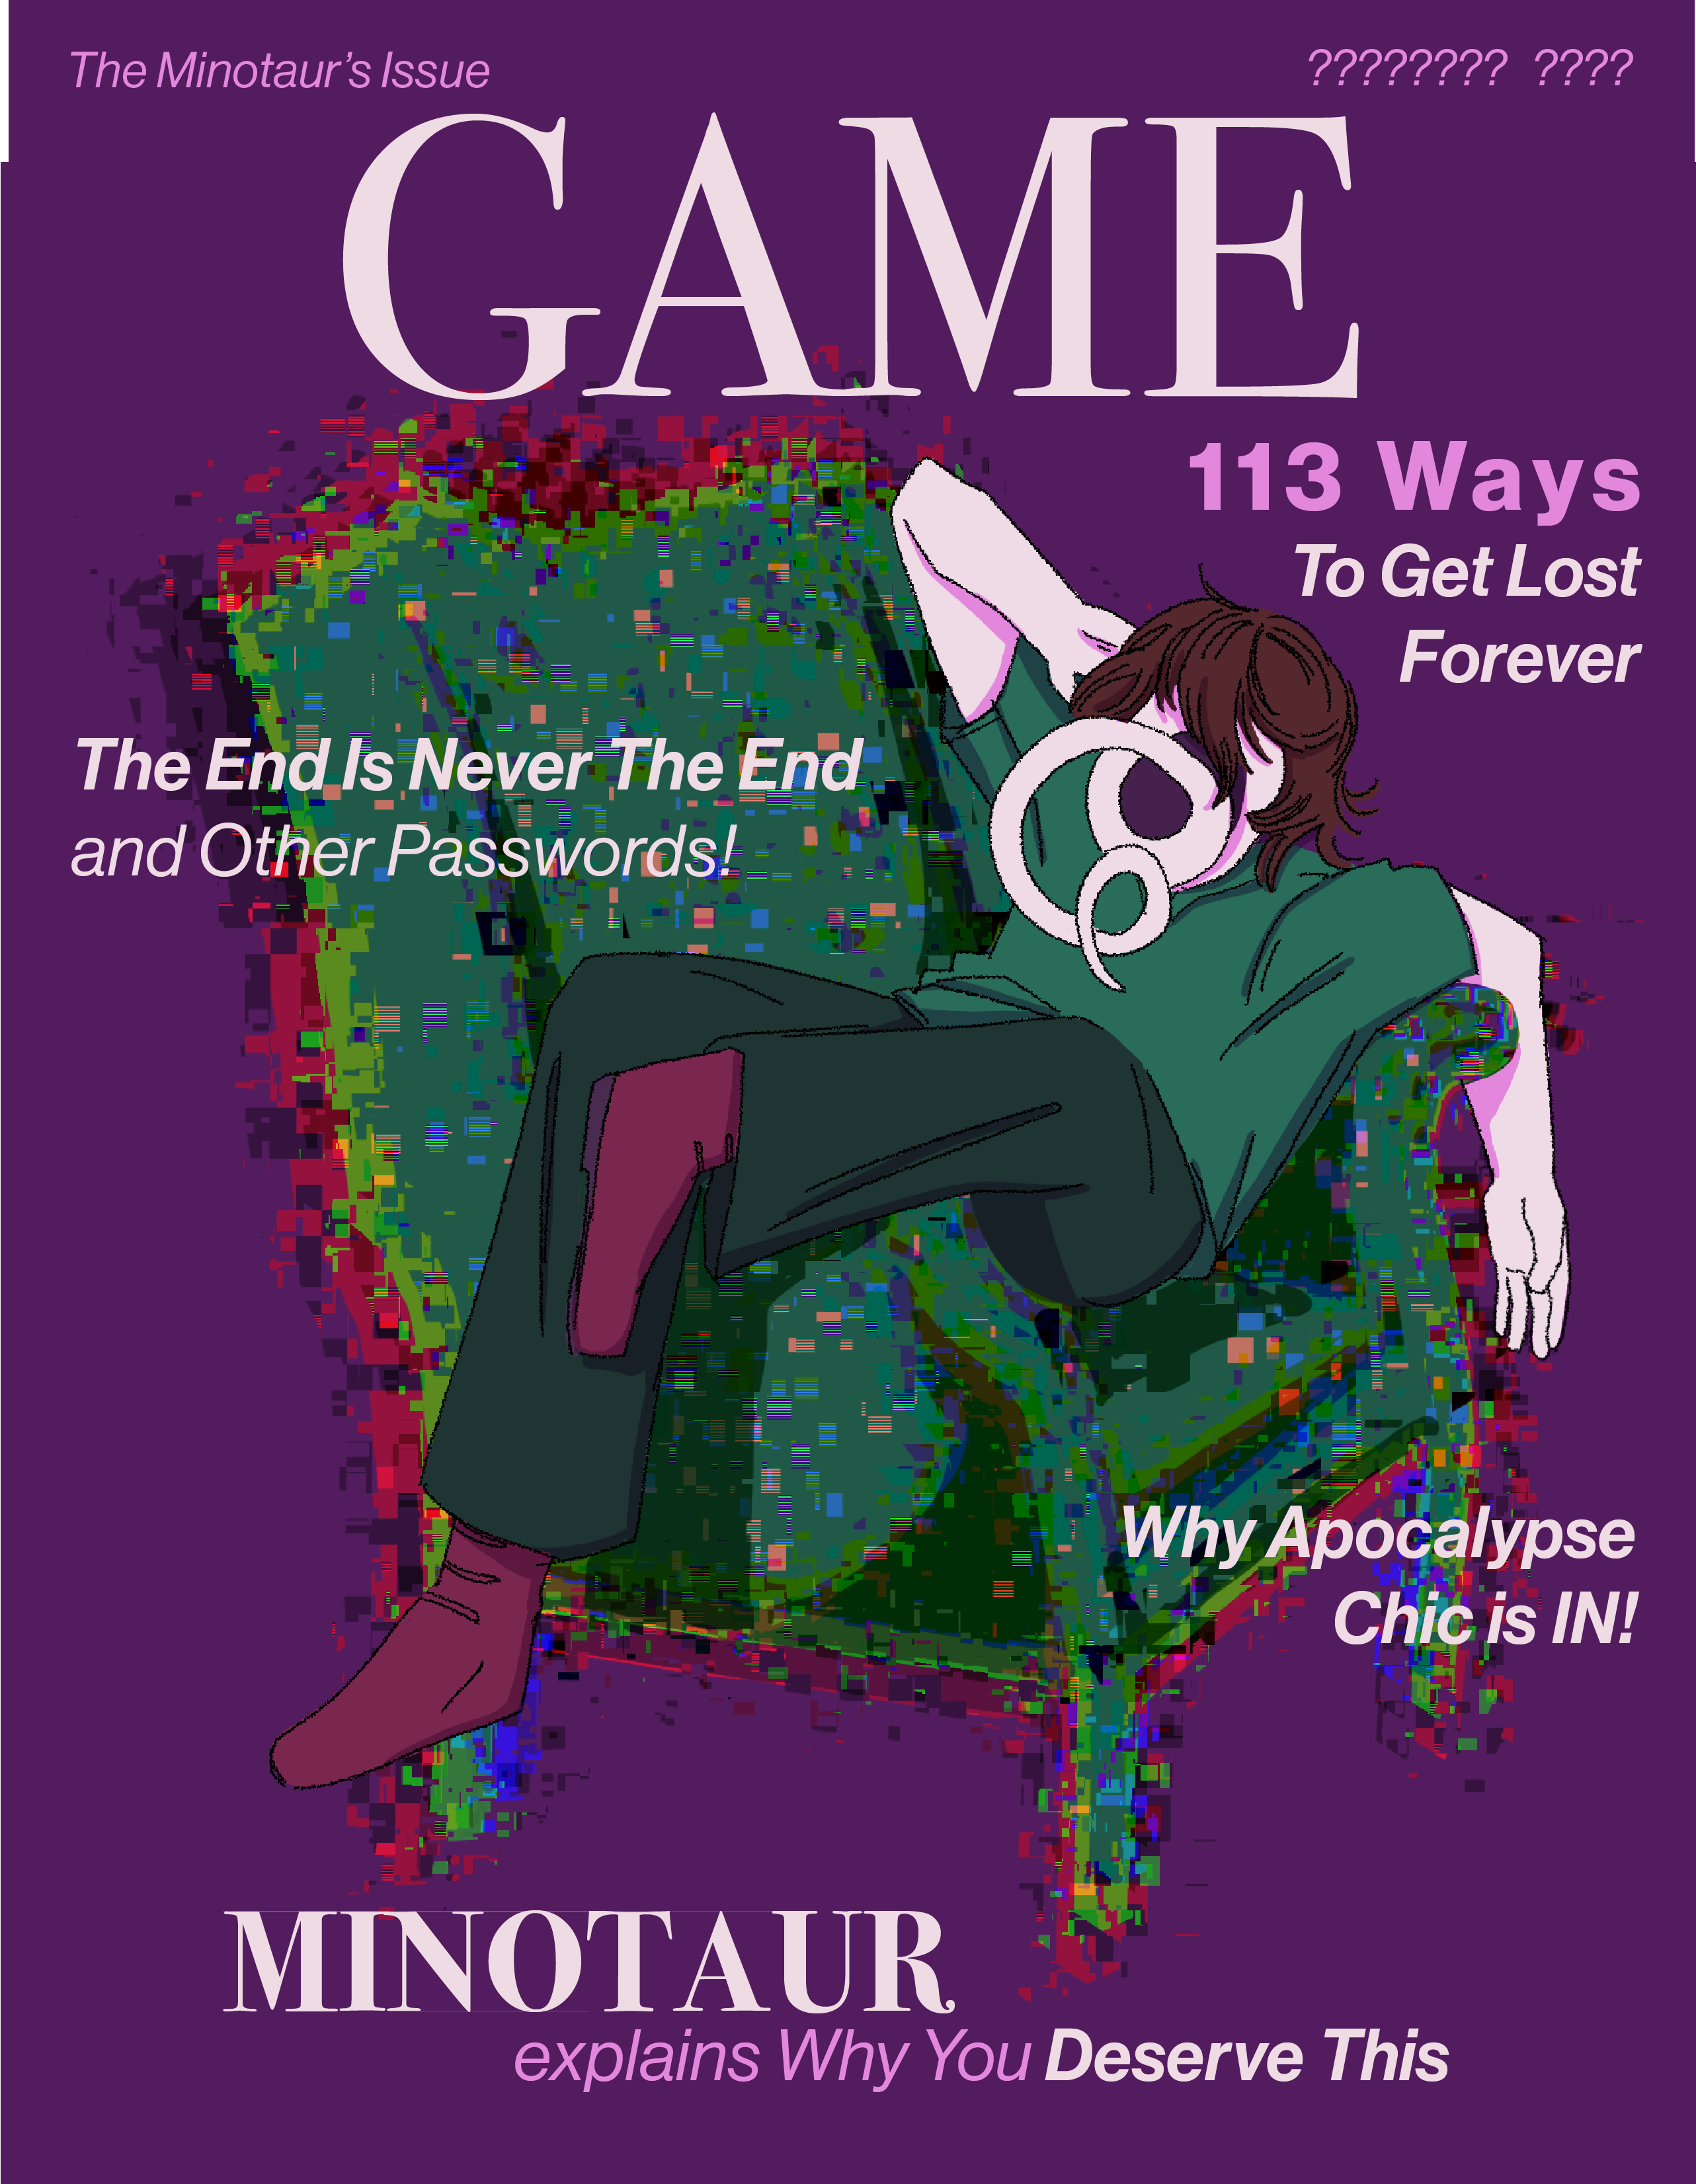 The Minotaur's Issue
???????? ????
GAME
113 Ways
To Get Lost
Forever
The End Is Never The End
and Other Passwords!
Why Apocalypse
Chic is IN!
MINOTAUR
explains Why You Deserve This